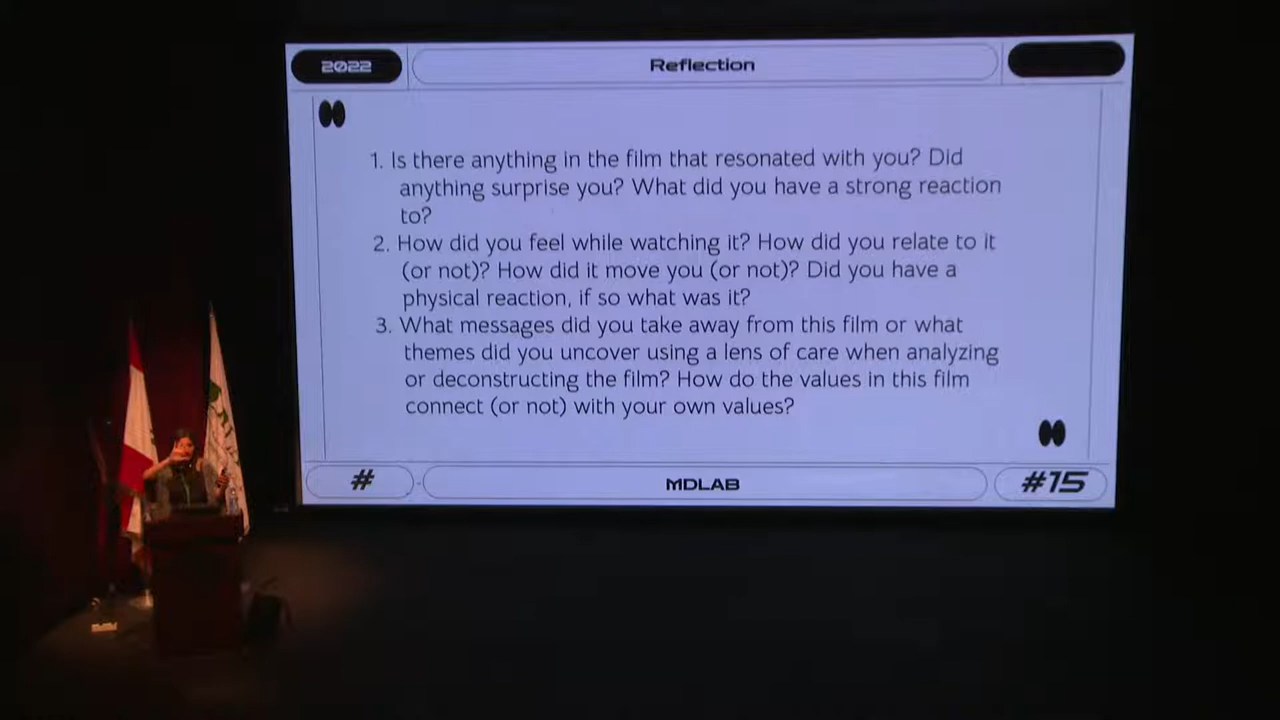 2022
Reflection
1. Is there anything in the film that resonated with you? Did
anything surprise you? What did you have a strong reaction
to?
2. How did you feel while watching it? How did you relate to it
(or not)? How did it move you (or not)? Did you have a
physical reaction, if so what was it?
3. What messages did you take away from this film or what
themes did you uncover using a lens of care when analyzing
or deconstructing the film? How do the values in this film
connect (or not) with your own values?
#
MDLAB
#15